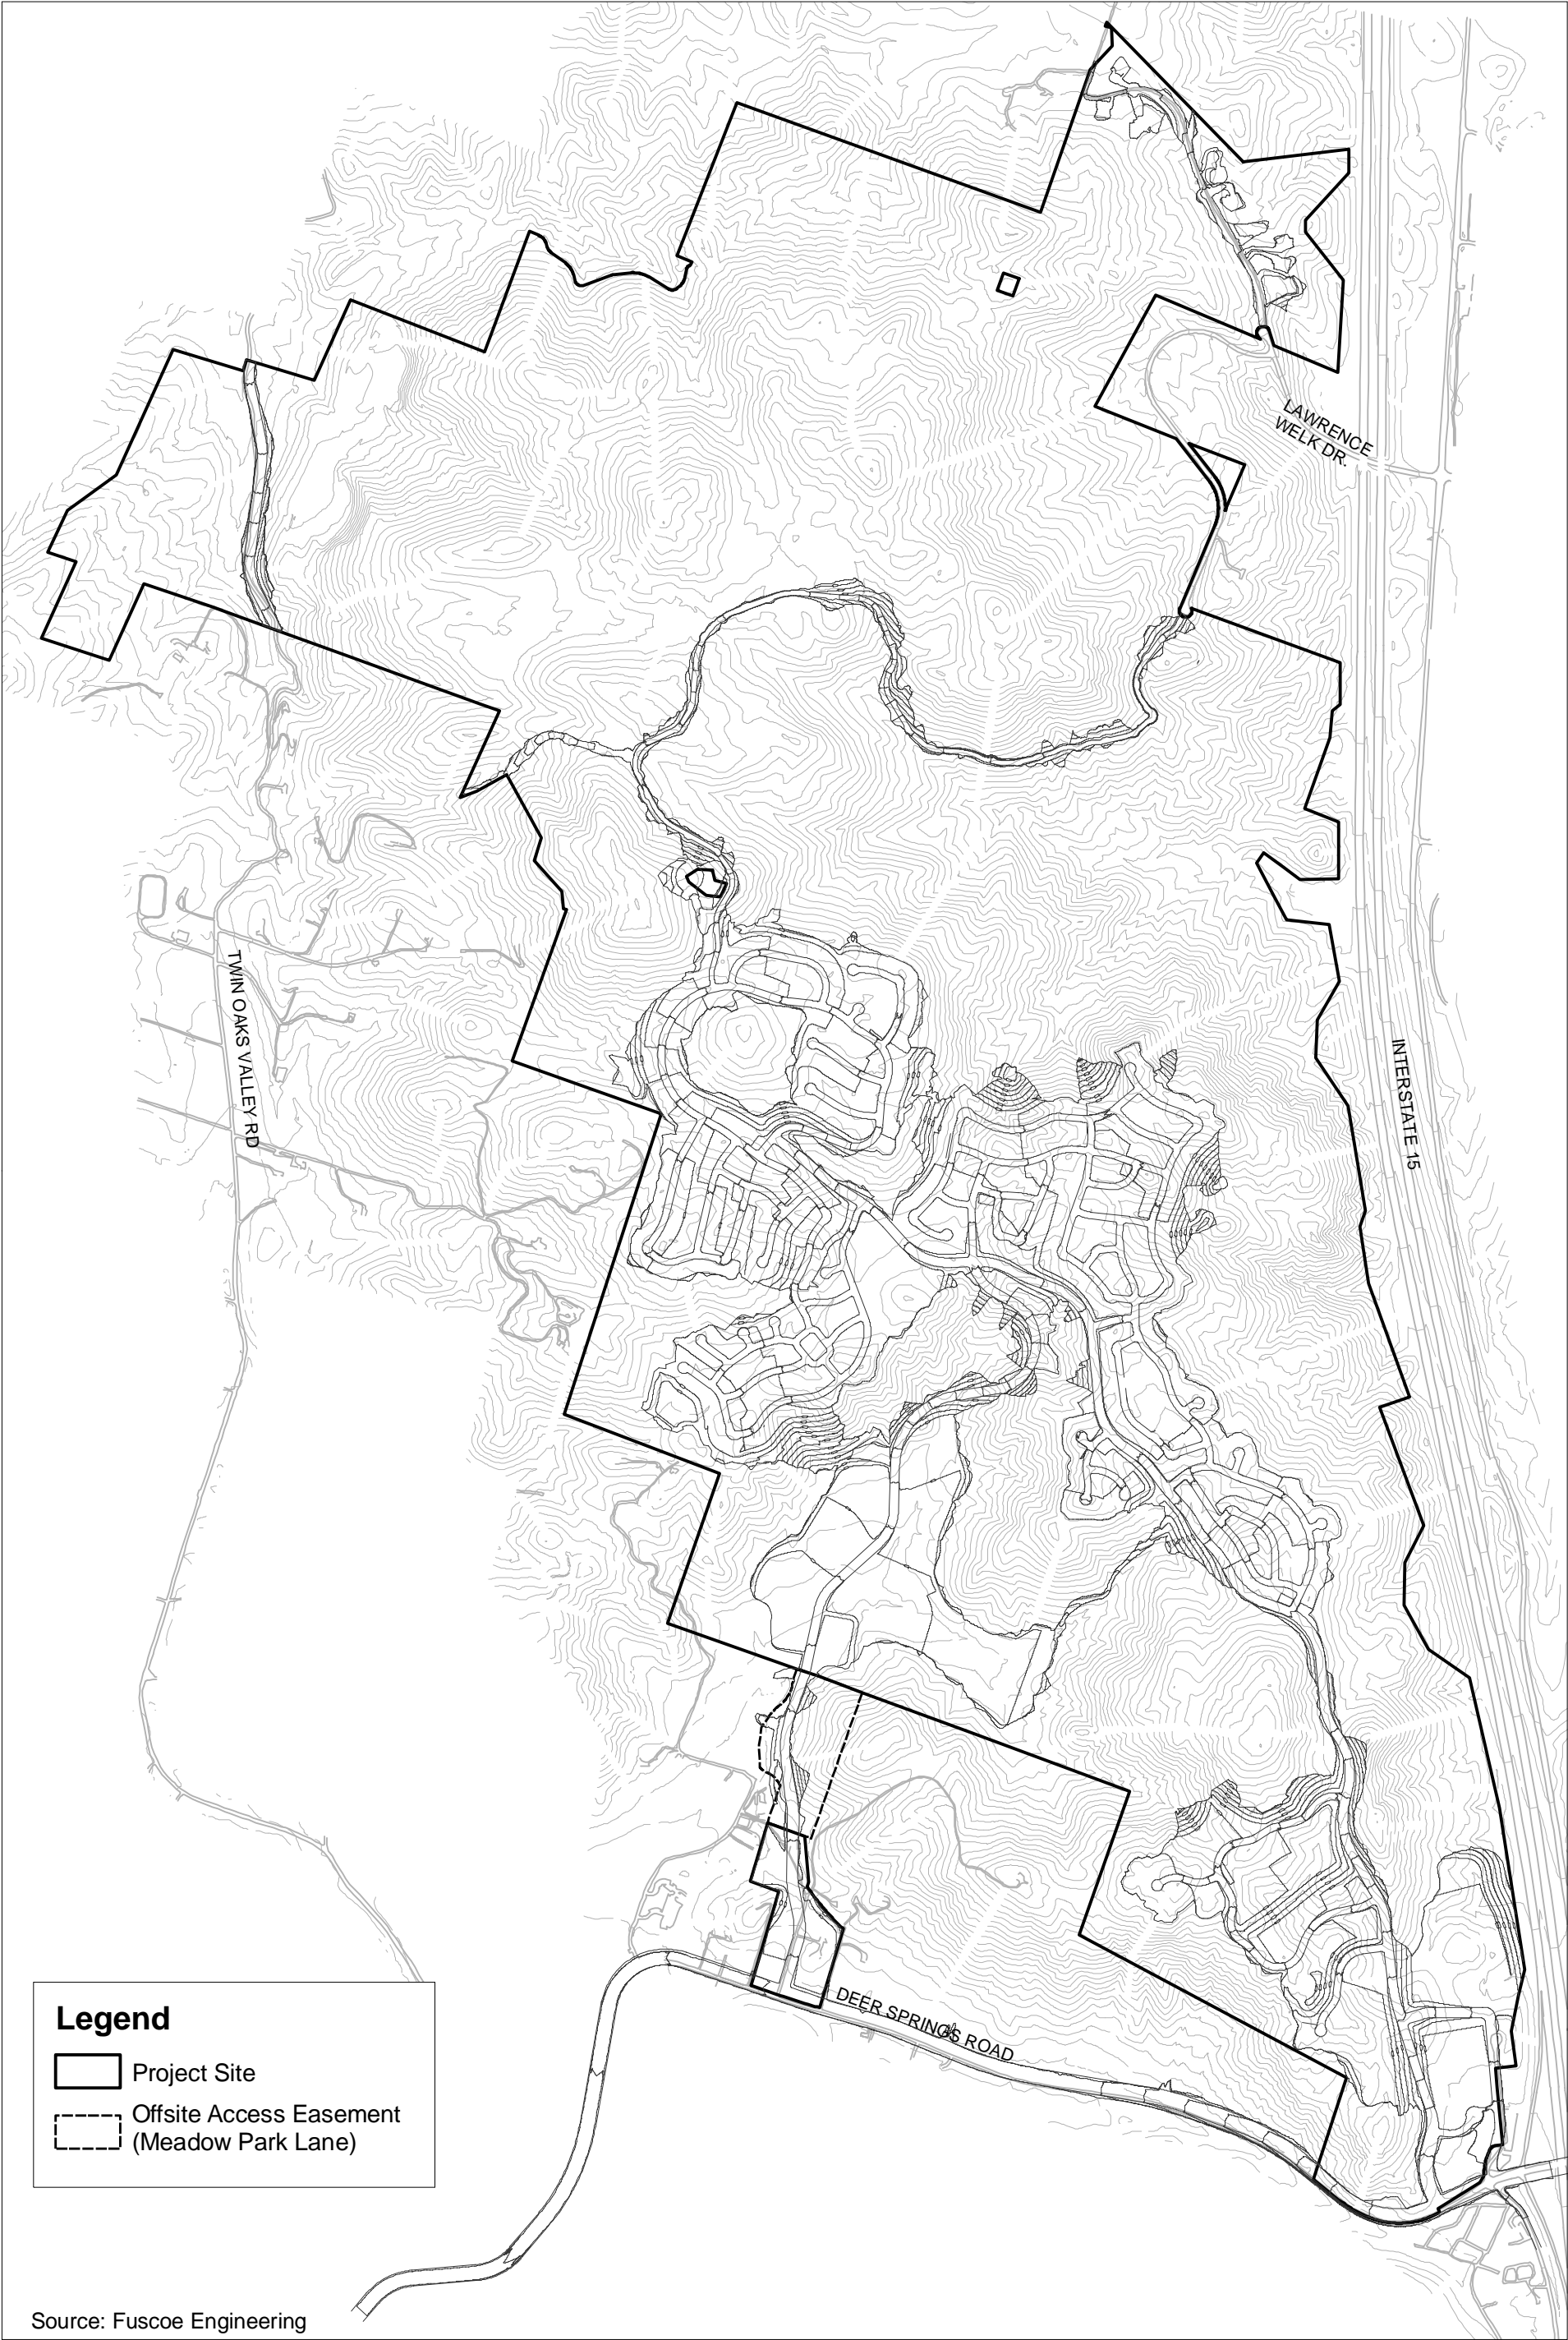 LAWRENCE
WELK DR.
TWIN OAKS VALLEY RD
INTERSTATE 15
DEER SPRINGS ROAD
Legend
Project Site
Offsite Access Easement
(Meadow Park Lane)
Source: Fuscoe Engineering